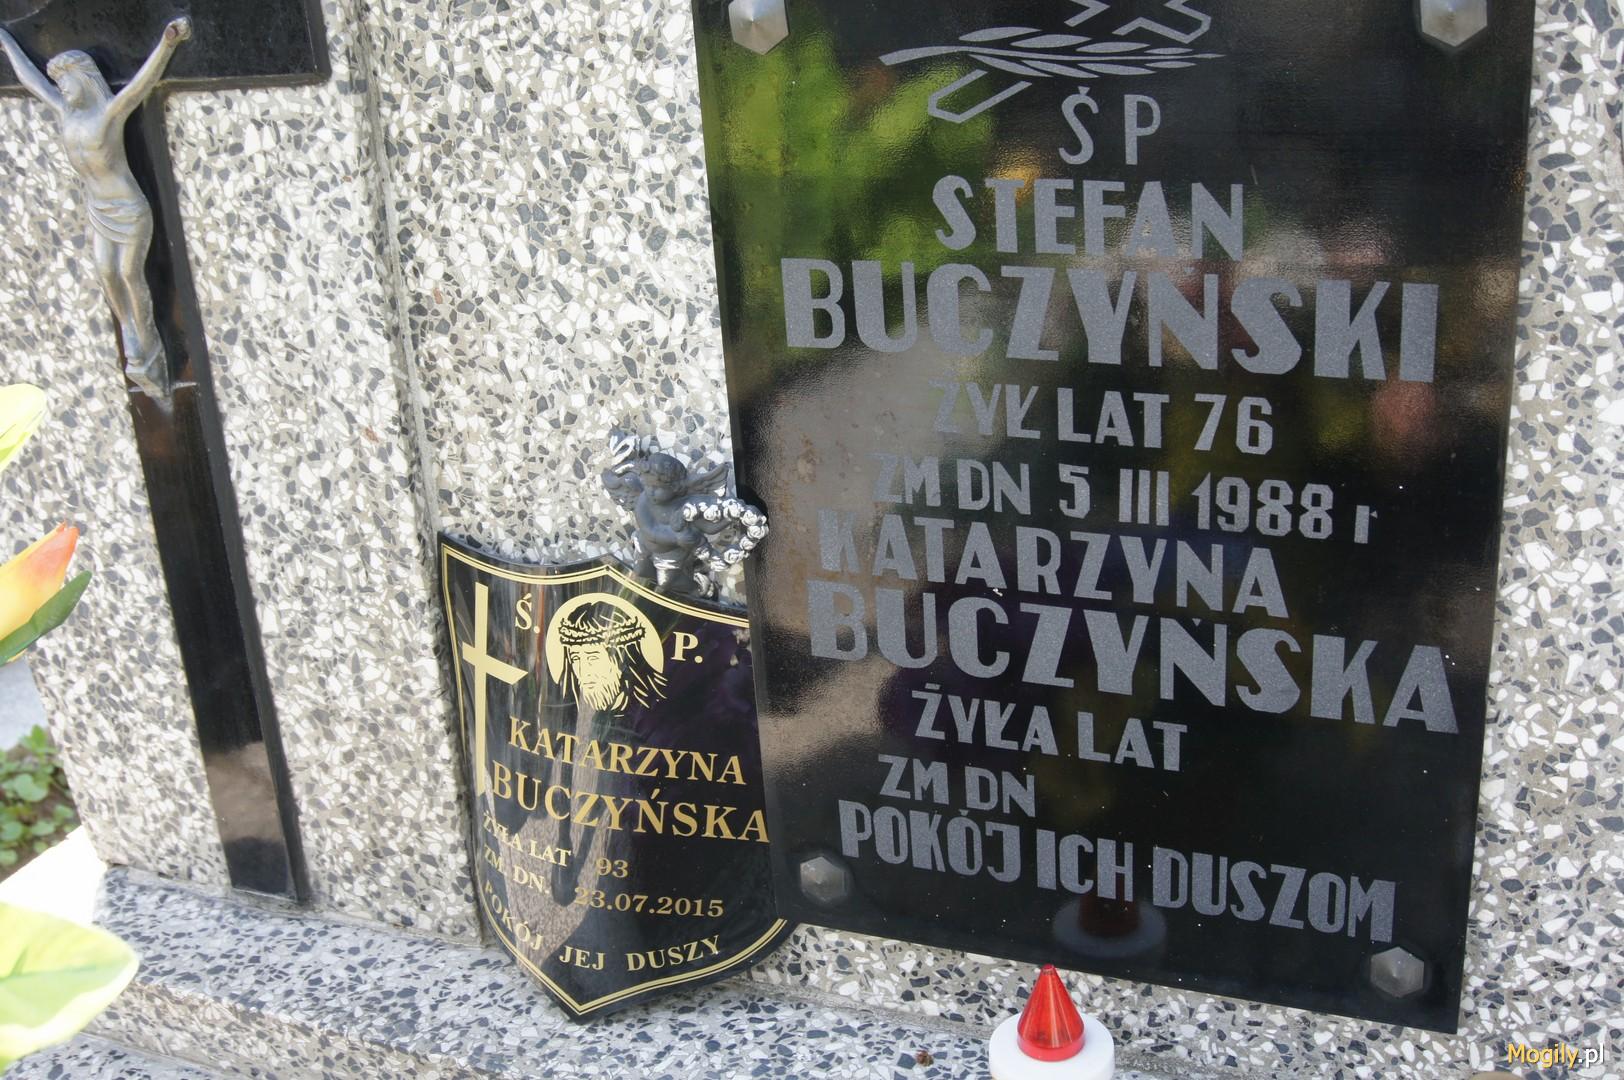 Ś P
STEFAN
BUCZYŃSKI
ŻYŁ LAT 76
ZM DN 5 III 1988 r
KATARZYNA
BUCZYŃSKA
ŻYŁA LAT
ZM DN
POKÓJ ICH DUSZOM
Ś. P.
KATARZYNA
BUCZYŃSKA
ŻYŁA LAT 93
ZM. DN. 23.07.2015
POKÓJ JEJ DUSZY
Mogily.pl